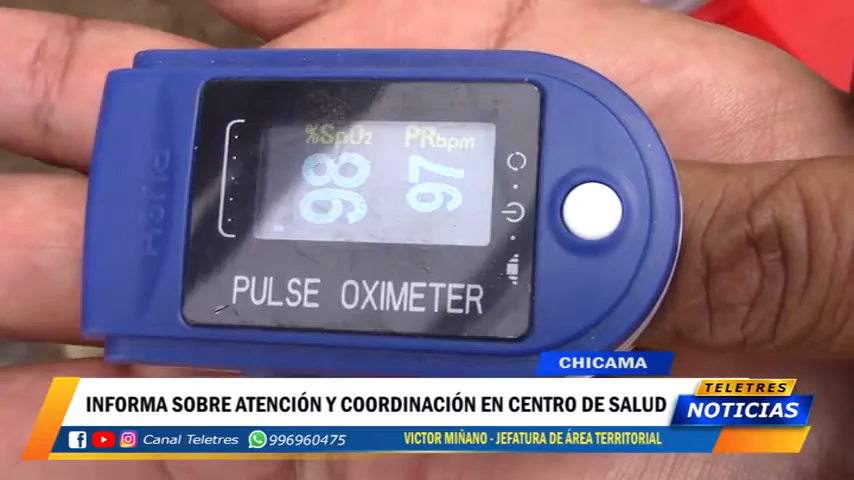 %SpO₂ PRbpm
98 97
PULSE OXIMETER
CHICAMA
INFORMA SOBRE ATENCIÓN Y COORDINACIÓN EN CENTRO DE SALUD
TELETRES
NOTICIAS
Canal Teletres 996960475
VICTOR MIÑANO - JEFATURA DE ÁREA TERRITORIAL